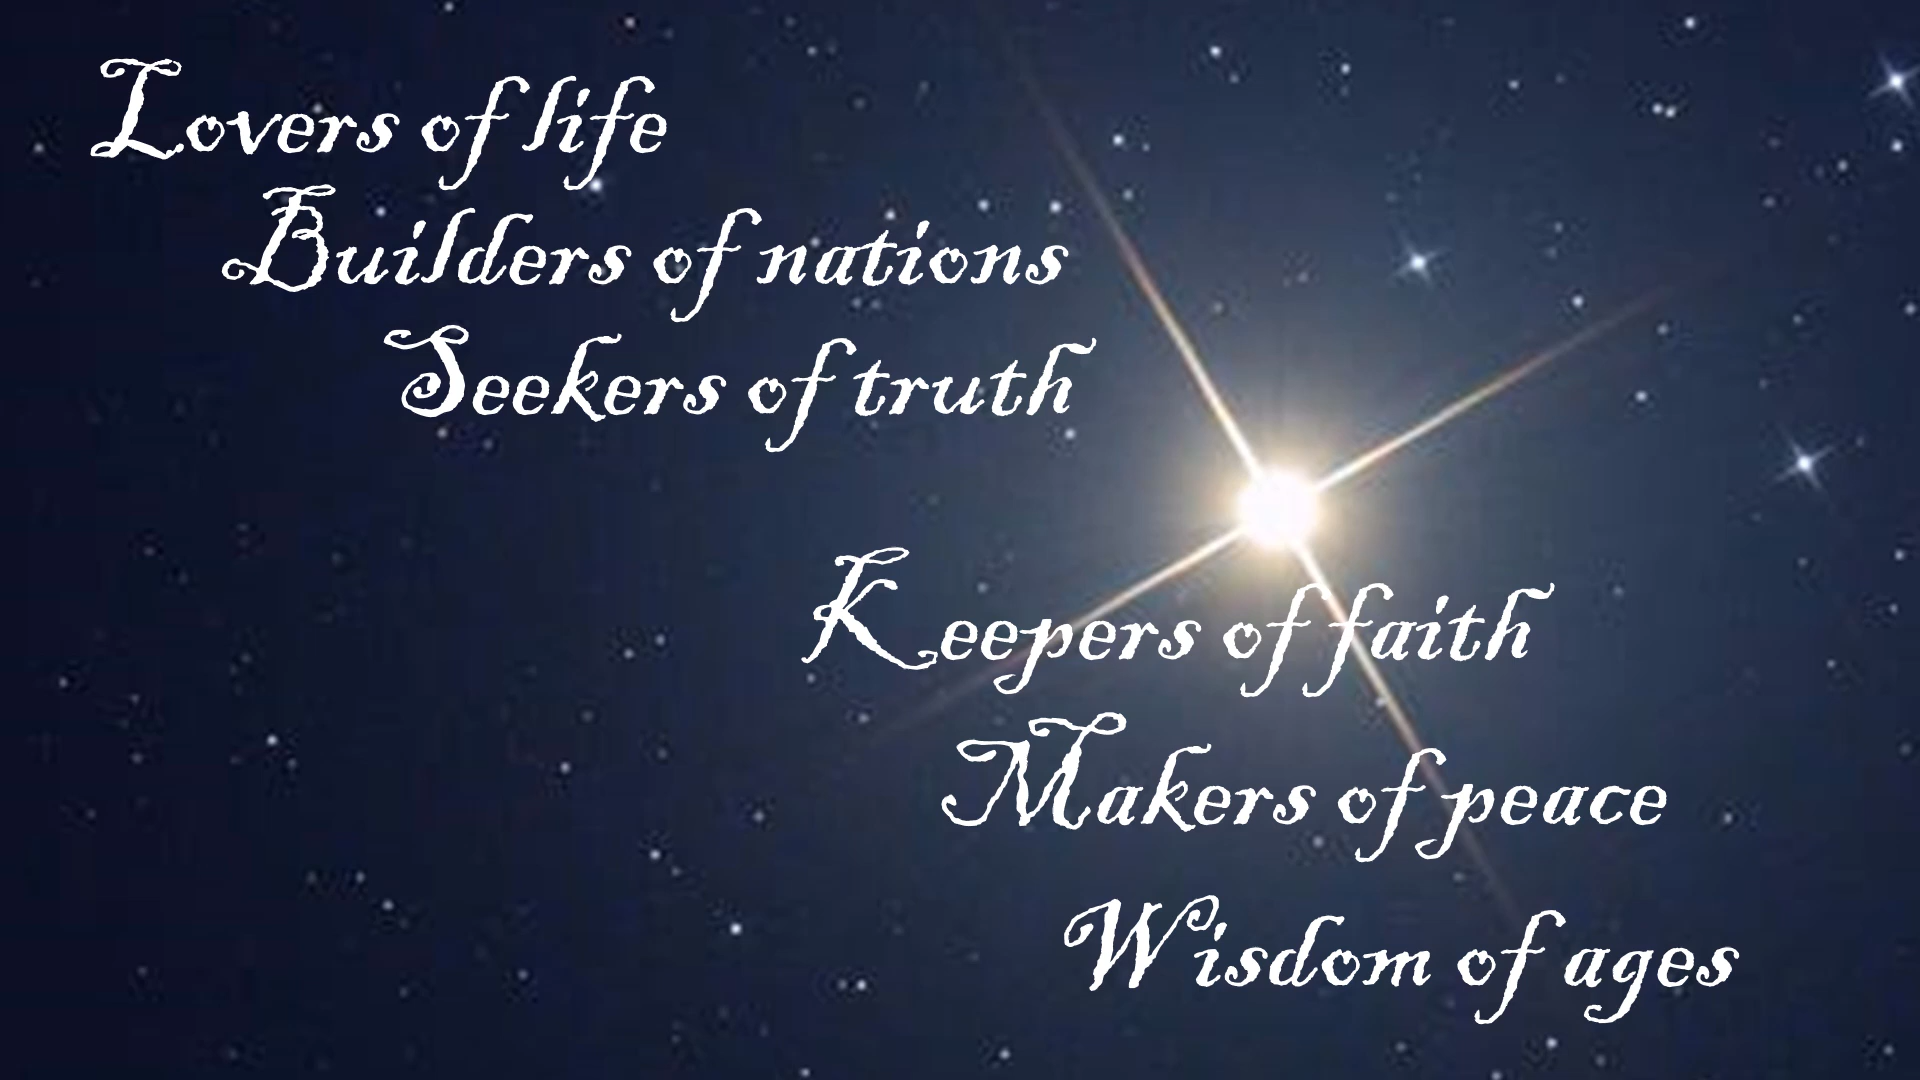 Lovers of life
Builders of nations
Seekers of truth
Keepers of faith
Makers of peace
Wisdom of ages